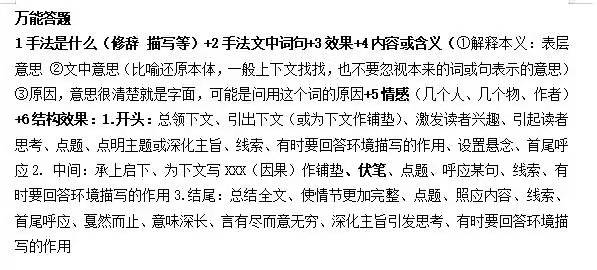 万能答题
1 手法是什么（修辞 描写等）+2 手法文中词句+3 效果+4 内容或含义（①解释本义：表层
意思 ②文中意思（比喻还原本体，一般上下文找找，也不要忽视本来的词或句表示的意思）
③原因，意思很清楚就是字面，可能是问用这个词的原因+5 情感（几个人、几个物、作者）
+6 结构效果：1.开头：总领下文、引出下文（或为下文作铺垫）、激发读者兴趣、引起读者
思考、点题、点明主题或深化主旨、线索、有时要回答环境描写的作用、设置悬念、首尾呼
应 2. 中间：承上启下、为下文写 XXX（因果）作铺垫、伏笔、点题、呼应某句、线索、有
时要回答环境描写的作用 3.结尾：总结全文、使情节更加完整、点题、照应内容、线索、
首尾呼应、戛然而止、意味深长、言有尽而意无穷、深化主旨引发思考、有时要回答环境描
写的作用